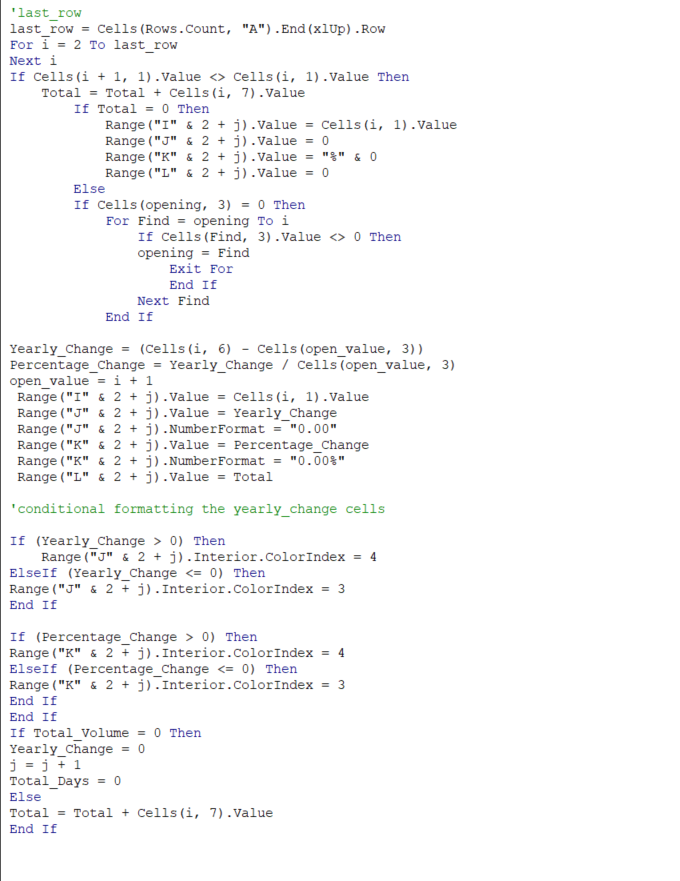 'last_row
last_row = Cells(Rows.Count, "A").End(xlUp).Row
For i = 2 To last_row
Next i
If Cells(i + 1, 1).Value <> Cells(i, 1).Value Then
    Total = Total + Cells(i, 7).Value
        If Total = 0 Then
            Range("I" & 2 + j).Value = Cells(i, 1).Value
            Range("J" & 2 + j).Value = 0
            Range("K" & 2 + j).Value = "%" & 0
            Range("L" & 2 + j).Value = 0
        Else
        If Cells(opening, 3) = 0 Then
            For Find = opening To i
                If Cells(Find, 3).Value <> 0 Then
                opening = Find
                    Exit For
                    End If
                Next Find
            End If

Yearly_Change = (Cells(i, 6) - Cells(open_value, 3))
Percentage_Change = Yearly_Change / Cells(open_value, 3)
open_value = i + 1
 Range("I" & 2 + j).Value = Cells(i, 1).Value
 Range("J" & 2 + j).Value = Yearly_Change
 Range("J" & 2 + j).NumberFormat = "0.00"
 Range("K" & 2 + j).Value = Percentage_Change
 Range("K" & 2 + j).NumberFormat = "0.00%"
 Range("L" & 2 + j).Value = Total

'conditional formatting the yearly_change cells

If (Yearly_Change > 0) Then
    Range("J" & 2 + j).Interior.ColorIndex = 4
ElseIf (Yearly_Change <= 0) Then
Range("J" & 2 + j).Interior.ColorIndex = 3
End If

If (Percentage_Change > 0) Then
Range("K" & 2 + j).Interior.ColorIndex = 4
ElseIf (Percentage_Change <= 0) Then
Range("K" & 2 + j).Interior.ColorIndex = 3
End If
End If
If Total_Volume = 0 Then
Yearly_Change = 0
j = j + 1
Total_Days = 0
Else
Total = Total + Cells(i, 7).Value
End If